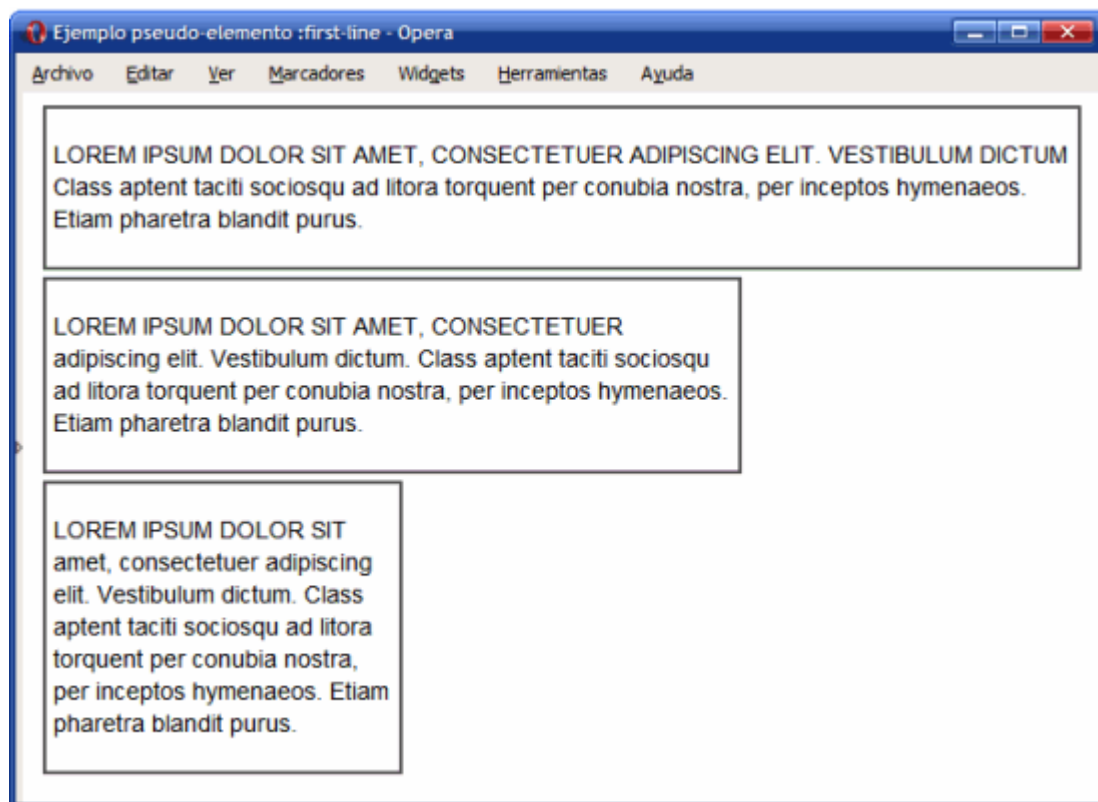 Ejemplo pseudo-elemento :first-line - Opera
Archivo Editar Ver Marcadores Widgets Herramientas Ayuda
LOREM IPSUM DOLOR SIT AMET, CONSECTETUER ADIPISCING ELIT. VESTIBULUM DICTUM
Class aptent taciti sociosqu ad litora torquent per conubia nostra, per inceptos hymenaeos.
Etiam pharetra blandit purus.
LOREM IPSUM DOLOR SIT AMET, CONSECTETUER
adipiscing elit. Vestibulum dictum. Class aptent taciti sociosqu
ad litora torquent per conubia nostra, per inceptos hymenaeos.
Etiam pharetra blandit purus.
LOREM IPSUM DOLOR SIT
amet, consectetuer adipiscing
elit. Vestibulum dictum. Class
aptent taciti sociosqu ad litora
torquent per conubia nostra,
per inceptos hymenaeos. Etiam
pharetra blandit purus.